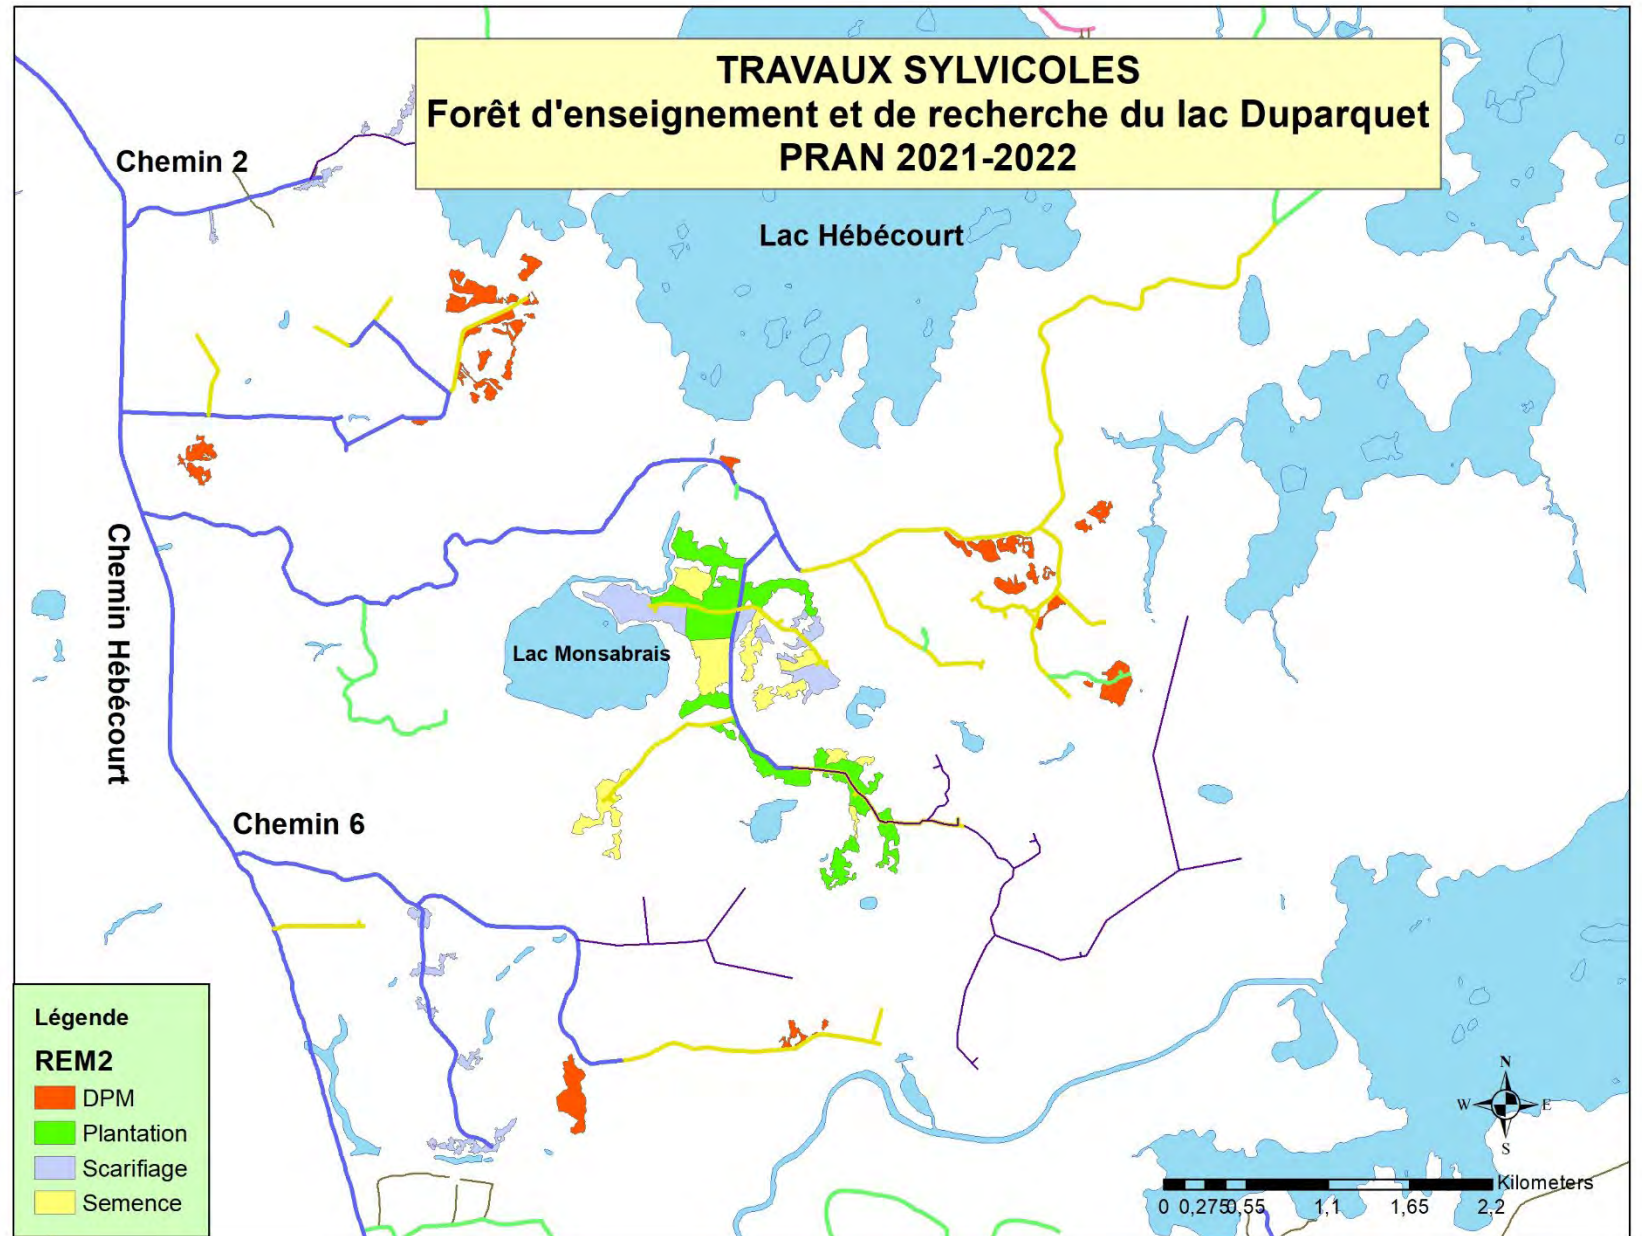 TRAVAUX SYLVICOLES
Forêt d'enseignement et de recherche du lac Duparquet
PRAN 2021-2022
Chemin 2
Lac Hébécourt
Chemin Hébécourt
Lac Monsabrais
Chemin 6
Légende
REM2
DPM
Plantation
Scarifiage
Semence
N
W E
S
Kilometers
0 0,275 0,55 1,1 1,65 2,2